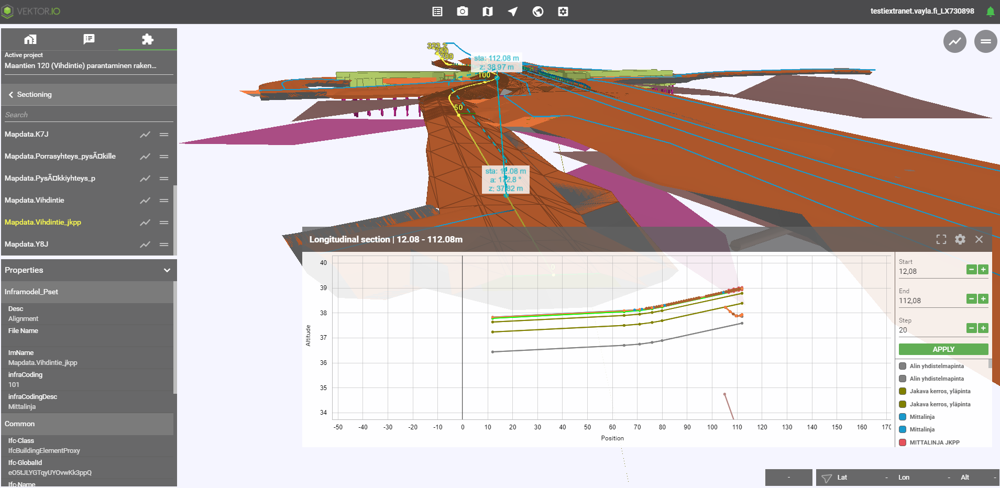 VEKTOR.IO
testiextranet.vayla.fi_LX730898
Active project
Maantien 120 (Vihdintie) parantaminen raken...
Sectioning
Search
Mapdata.K7J
Mapdata.Porrasyhteys_pysÃ¤kille
Mapdata.PysÃ¤kkiyhteys_p
Mapdata.Vihdintie
Mapdata.Vihdintie_jkpp
Mapdata.Y8J
Properties
Inframodel_Pset
Desc
Alignment
File Name
ImName
Mapdata.Vihdintie_jkpp
infraCoding
101
infraCodingDesc
Mittalinja
Common
Ifc-Class
IfcBuildingElementProxy
Ifc-GlobalId
eO5tJLYGTqyUYOvwKk3ppQ
Ifc-Name
323.2
250
200
sta: 112.08 m
z: 38.97 m
100
50
sta: 12.08 m
a: 172.8 °
z: 37.82 m
0
Longitudinal section | 12.08 - 112.08m
40
39
38
37
36
35
34
Altitude
-50 -40 -30 -20 -10 0 10 20 30 40 50 60 70 80 90 100 110 120 130 140 150 160 170
Position
Start
12,08
End
112,08
Step
20
APPLY
Alin yhdistelmapinta
Alin yhdistelmapinta
Jakava kerros, yläpinta
Jakava kerros, yläpinta
Mittalinja
Mittalinja
MITTALINJA JKPP
-
Lat - Lon - Alt -